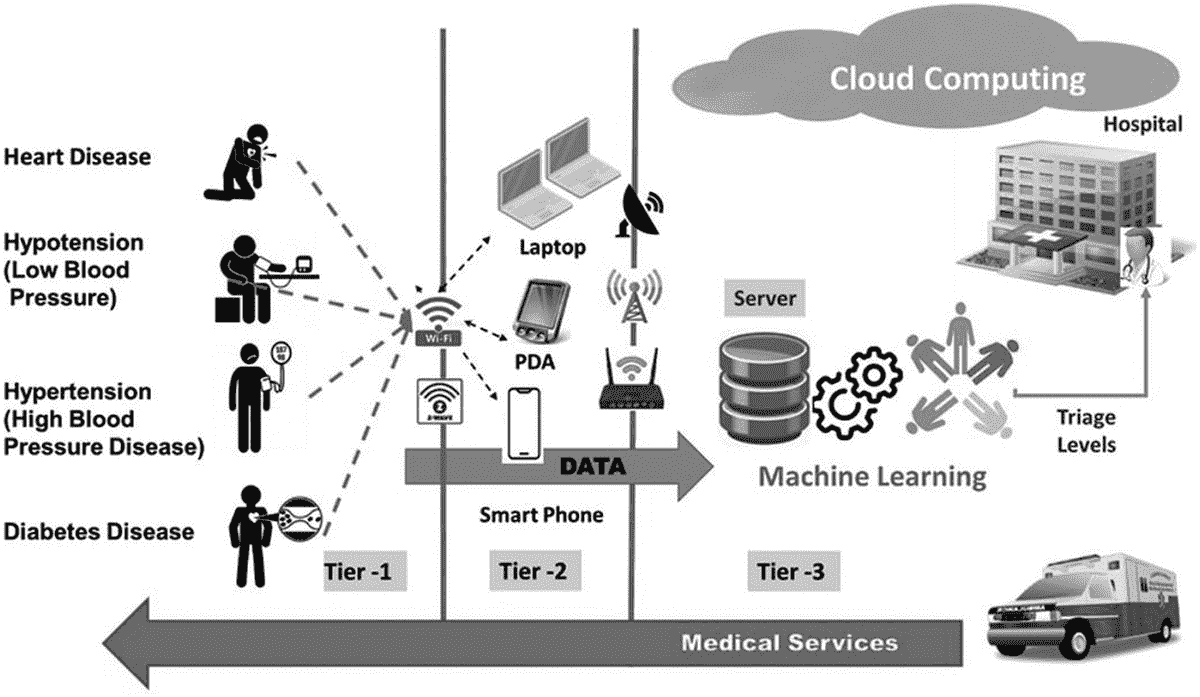 Cloud Computing
Hospital
Heart Disease
Hypotension
(Low Blood
Pressure)
Laptop
Server
Wi-Fi
PDA
Hypertension
(High Blood
Pressure Disease)
Triage
Levels
DATA
Machine Learning
Smart Phone
Diabetes Disease
Tier -1
Tier -2
Tier -3
Medical Services